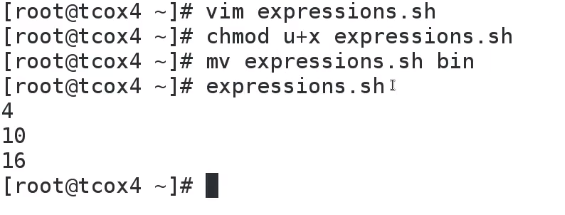 [root@tcox4 ~]# vim expressions.sh
[root@tcox4 ~]# chmod u+x expressions.sh
[root@tcox4 ~]# mv expressions.sh bin
[root@tcox4 ~]# expressions.sh
4
10
16
[root@tcox4 ~]#